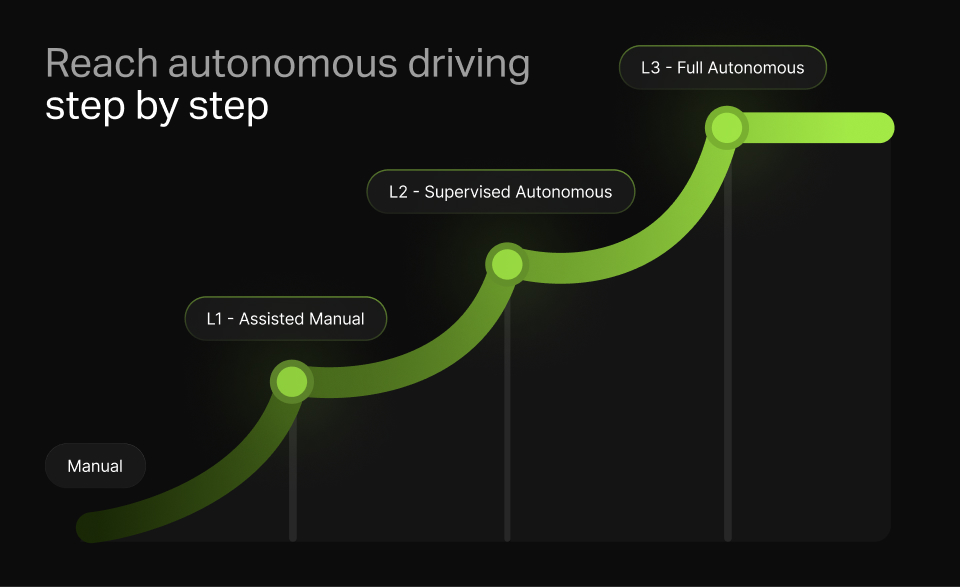 Reach autonomous driving
step by step
L3 - Full Autonomous
L2 - Supervised Autonomous
L1 - Assisted Manual
Manual